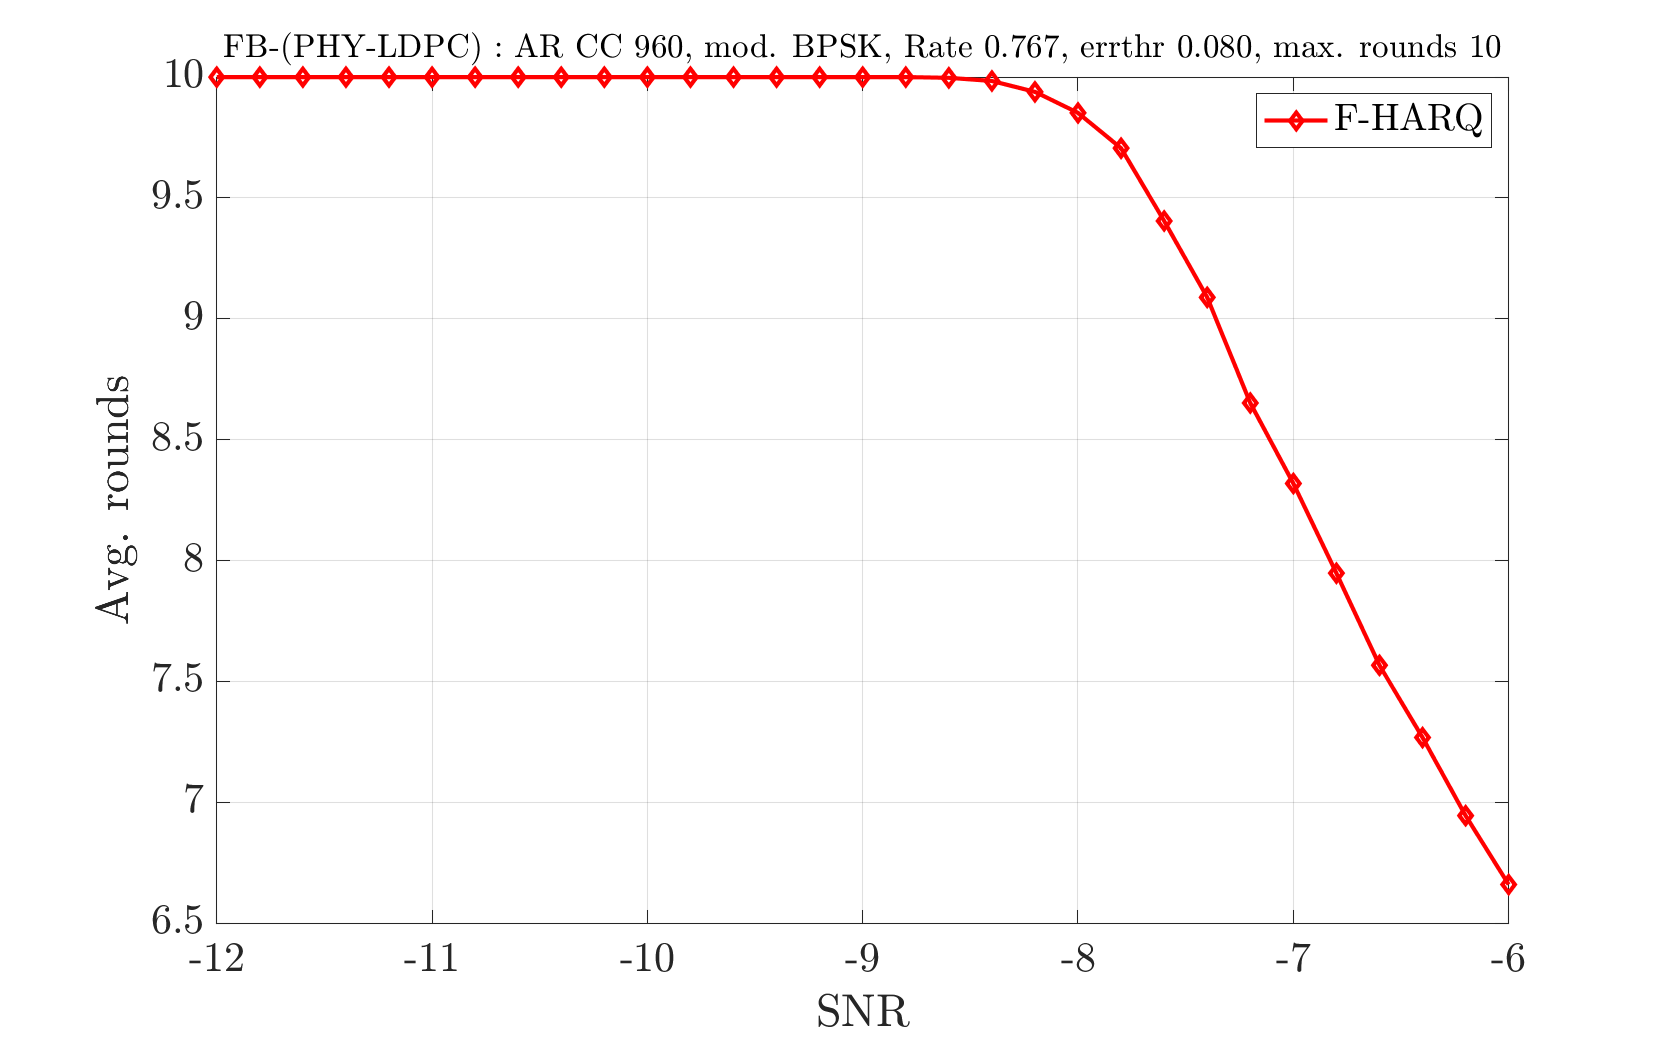 FB-(PHY-LDPC) : AR CC 960, mod. BPSK, Rate 0.767, errthr 0.080, max. rounds 10
F-HARQ
10
9.5
9
8.5
8
7.5
7
6.5
Avg. rounds
-12 -11 -10 -9 -8 -7 -6
SNR